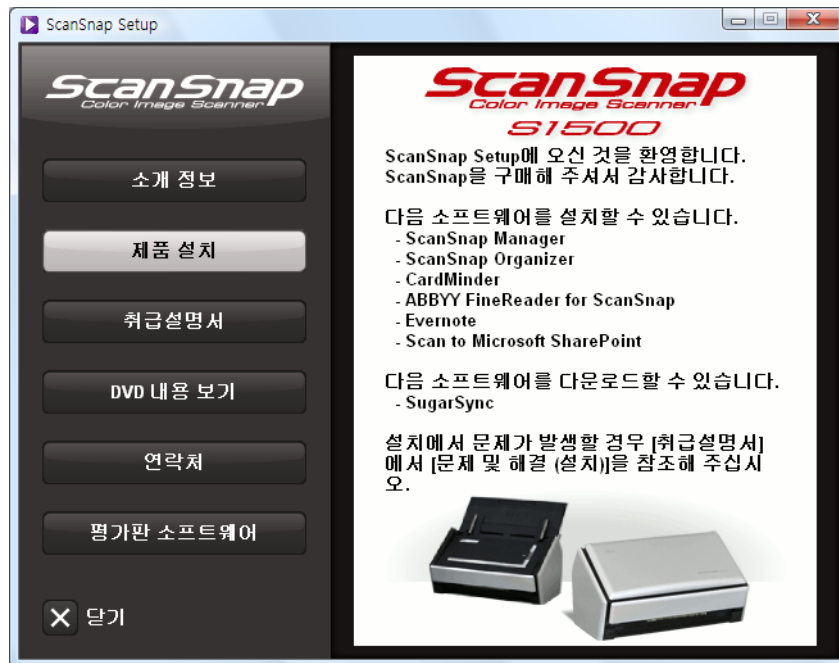 ScanSnap Setup
ScanSnap
Color Image Scanner
소개 정보
제품 설치
취급설명서
DVD 내용 보기
연락처
평가판 소프트웨어
닫기
ScanSnap
Color Image Scanner
S1500
ScanSnap Setup에 오신 것을 환영합니다.
ScanSnap을 구매해 주셔서 감사합니다.
다음 소프트웨어를 설치할 수 있습니다.
- ScanSnap Manager
- ScanSnap Organizer
- CardMinder
- ABBYY FineReader for ScanSnap
- Evernote
- Scan to Microsoft SharePoint
다음 소프트웨어를 다운로드할 수 있습니다.
- SugarSync
설치에서 문제가 발생할 경우 [취급설명서]
에서 [문제 및 해결 (설치)]을 참조해 주십시
오.